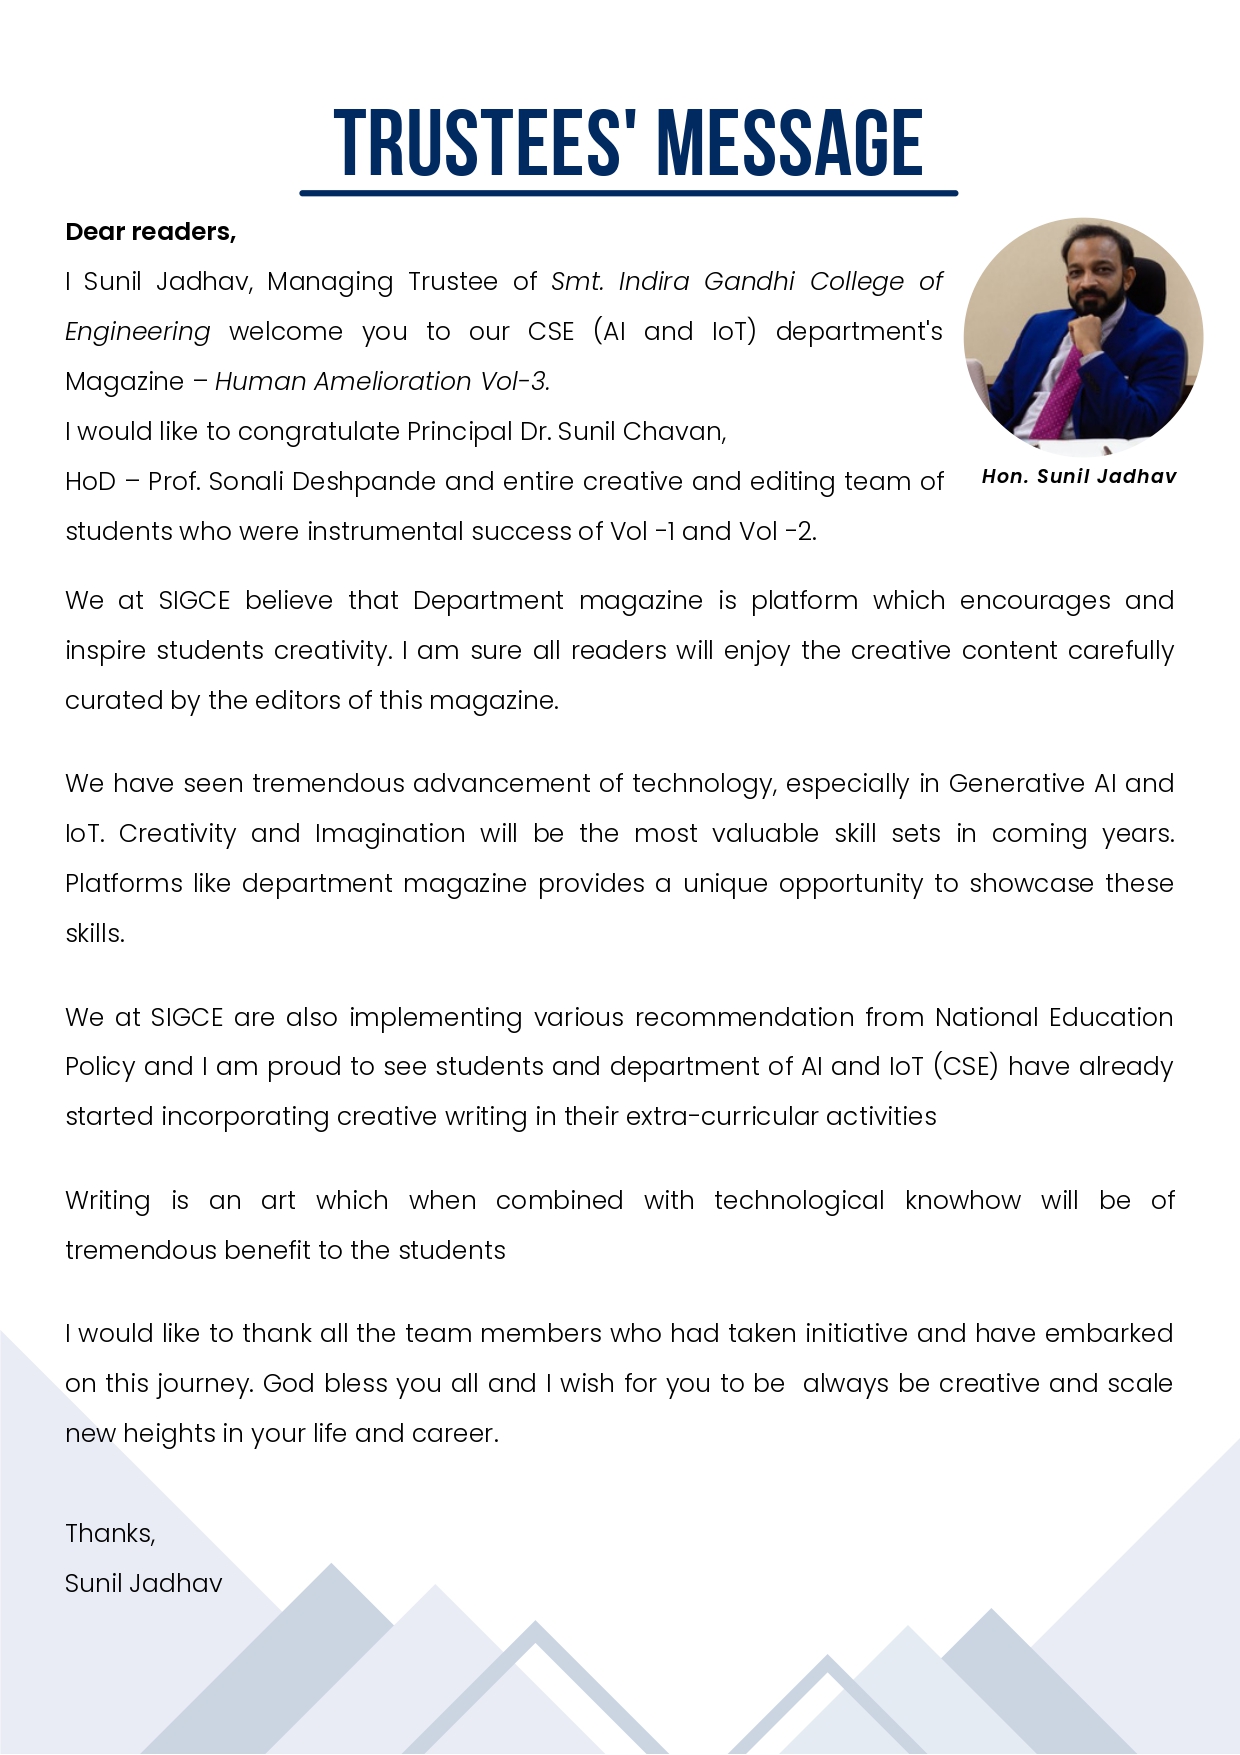 TRUSTEES' MESSAGE
Dear readers,
I Sunil Jadhav, Managing Trustee of Smt. Indira Gandhi College of
Engineering welcome you to our CSE (AI and IoT) department's
Magazine – Human Amelioration Vol-3.
I would like to congratulate Principal Dr. Sunil Chavan,
HoD – Prof. Sonali Deshpande and entire creative and editing team of
students who were instrumental success of Vol -1 and Vol -2.
Hon. Sunil Jadhav
We at SIGCE believe that Department magazine is platform which encourages and
inspire students creativity. I am sure all readers will enjoy the creative content carefully
curated by the editors of this magazine.
We have seen tremendous advancement of technology, especially in Generative AI and
IoT. Creativity and Imagination will be the most valuable skill sets in coming years.
Platforms like department magazine provides a unique opportunity to showcase these
skills.
We at SIGCE are also implementing various recommendation from National Education
Policy and I am proud to see students and department of AI and IoT (CSE) have already
started incorporating creative writing in their extra-curricular activities
Writing is an art which when combined with technological knowhow will be of
tremendous benefit to the students
I would like to thank all the team members who had taken initiative and have embarked
on this journey. God bless you all and I wish for you to be  always be creative and scale
new heights in your life and career.
Thanks,
Sunil Jadhav